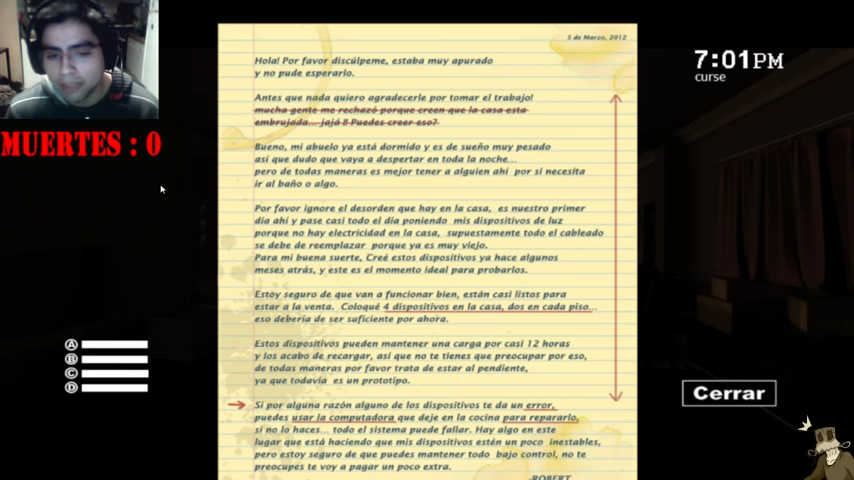 5 de Marzo, 2012
Hola! Por favor discúlpeme, estaba muy apurado
y no pude esperarlo.
Antes que nada quiero agradecerle por tomar el trabajo!
mucha gente me rechazó porque creen que la casa esta
embrujada... jajá !! Puedes creer eso?
Bueno, mi abuelo ya está dormido y es de sueño muy pesado
así que dudo que vaya a despertar en toda la noche...
pero de todas maneras es mejor tener a alguien ahí por si necesita
ir al baño o algo.
Por favor ignore el desorden que hay en la casa, es nuestro primer
día ahí y pase casi todo el día poniendo mis dispositivos de luz
porque no hay electricidad en la casa, supuestamente todo el cableado
se debe de reemplazar porque ya es muy viejo.
Para mi buena suerte, Creé estos dispositivos ya hace algunos
meses atrás, y este es el momento ideal para probarlos.
Estoy seguro de que van a funcionar bien, están casi listos para
estar a la venta. Coloqué 4 dispositivos en la casa, dos en cada piso...
eso debería de ser suficiente por ahora.
Estos dispositivos pueden mantener una carga por casi 12 horas
y los acabo de recargar, asi que no te tienes que preocupar por eso,
de todas maneras por favor trata de estar al pendiente,
ya que todavía es un prototipo.
Si por alguna razón alguno de los dispositivos te da un error,
puedes usar la computadora que deje en la cocina para repararlo,
si no lo haces... todo el sistema puede fallar. Hay algo en este
lugar que está haciendo que mis dispositivos estén un poco inestables,
pero estoy seguro de que puedes mantener todo bajo control, no te
preocupes te voy a pagar un poco extra.
-ROBERT
MUERTES : 0
A
B
C
D
7:01PM
curse
Cerrar